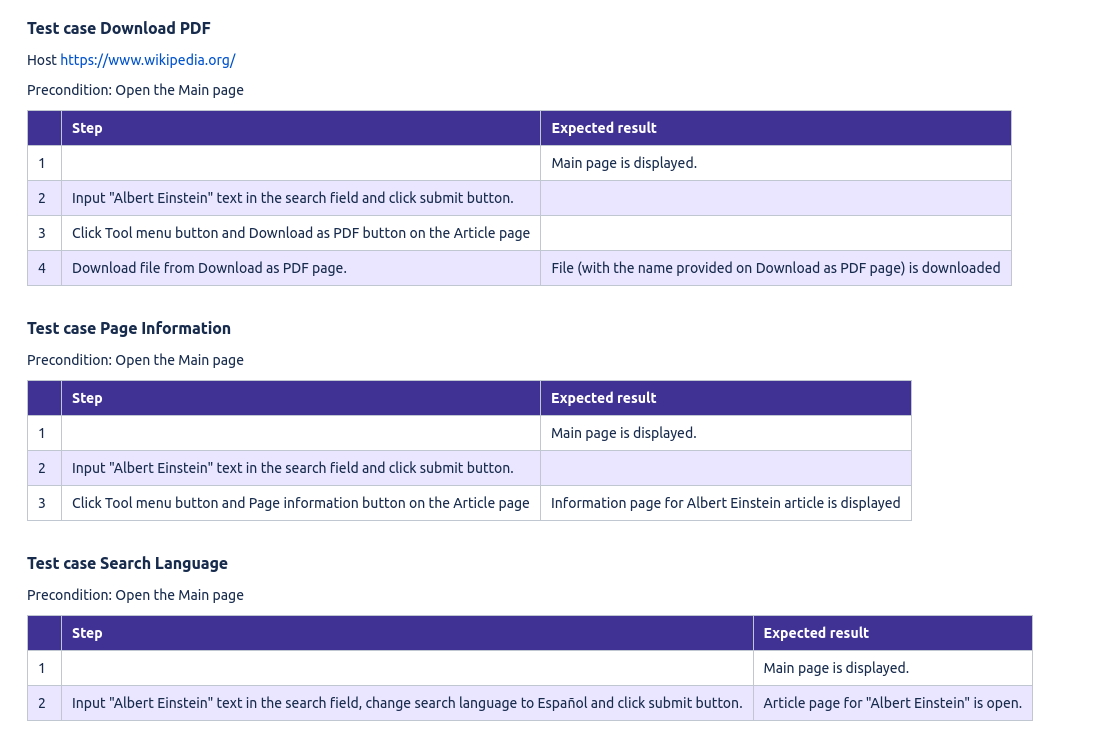 Test case Download PDF
Host https://www.wikipedia.org/
Precondition: Open the Main page
Step Expected result
1 Main page is displayed.
2 Input "Albert Einstein" text in the search field and click submit button.
3 Click Tool menu button and Download as PDF button on the Article page
4 Download file from Download as PDF page. File (with the name provided on Download as PDF page) is downloaded
Test case Page Information
Precondition: Open the Main page
Step Expected result
1 Main page is displayed.
2 Input "Albert Einstein" text in the search field and click submit button.
3 Click Tool menu button and Page information button on the Article page Information page for Albert Einstein article is displayed
Test case Search Language
Precondition: Open the Main page
Step Expected result
1 Main page is displayed.
2 Input "Albert Einstein" text in the search field, change search language to Español and click submit button. Article page for "Albert Einstein" is open.